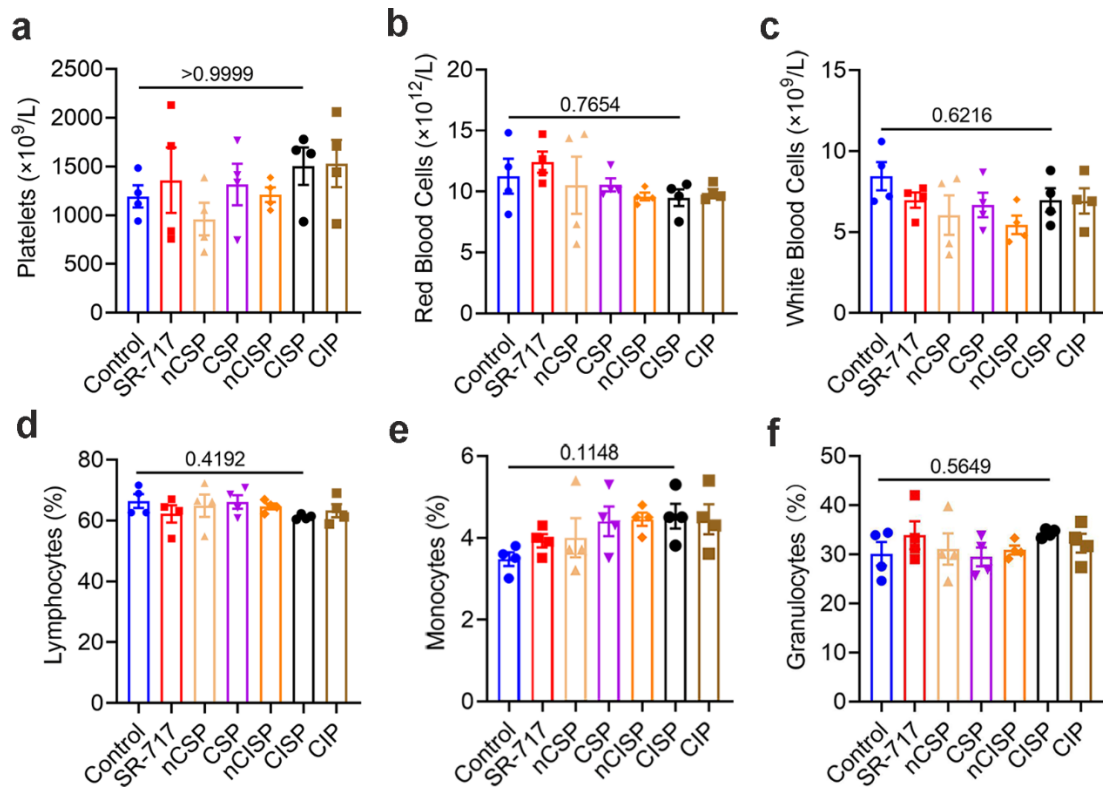 a
>0.9999
Platelets (×10⁹/L)
2500
2000
1500
1000
500
0
Control
SR-717
nCSP
CSP
nCISP
CISP
CIP
b
0.7654
Red Blood Cells (×10¹²/L)
20
15
10
5
0
Control
SR-717
nCSP
CSP
nCISP
CISP
CIP
c
0.6216
White Blood Cells (×10⁹/L)
15
10
5
0
Control
SR-717
nCSP
CSP
nCISP
CISP
CIP
d
0.4192
Lymphocytes (%)
80
60
40
20
0
Control
SR-717
nCSP
CSP
nCISP
CISP
CIP
e
0.1148
Monocytes (%)
6
4
2
0
Control
SR-717
nCSP
CSP
nCISP
CISP
CIP
f
0.5649
Granulocytes (%)
50
40
30
20
10
0
Control
SR-717
nCSP
CSP
nCISP
CISP
CIP